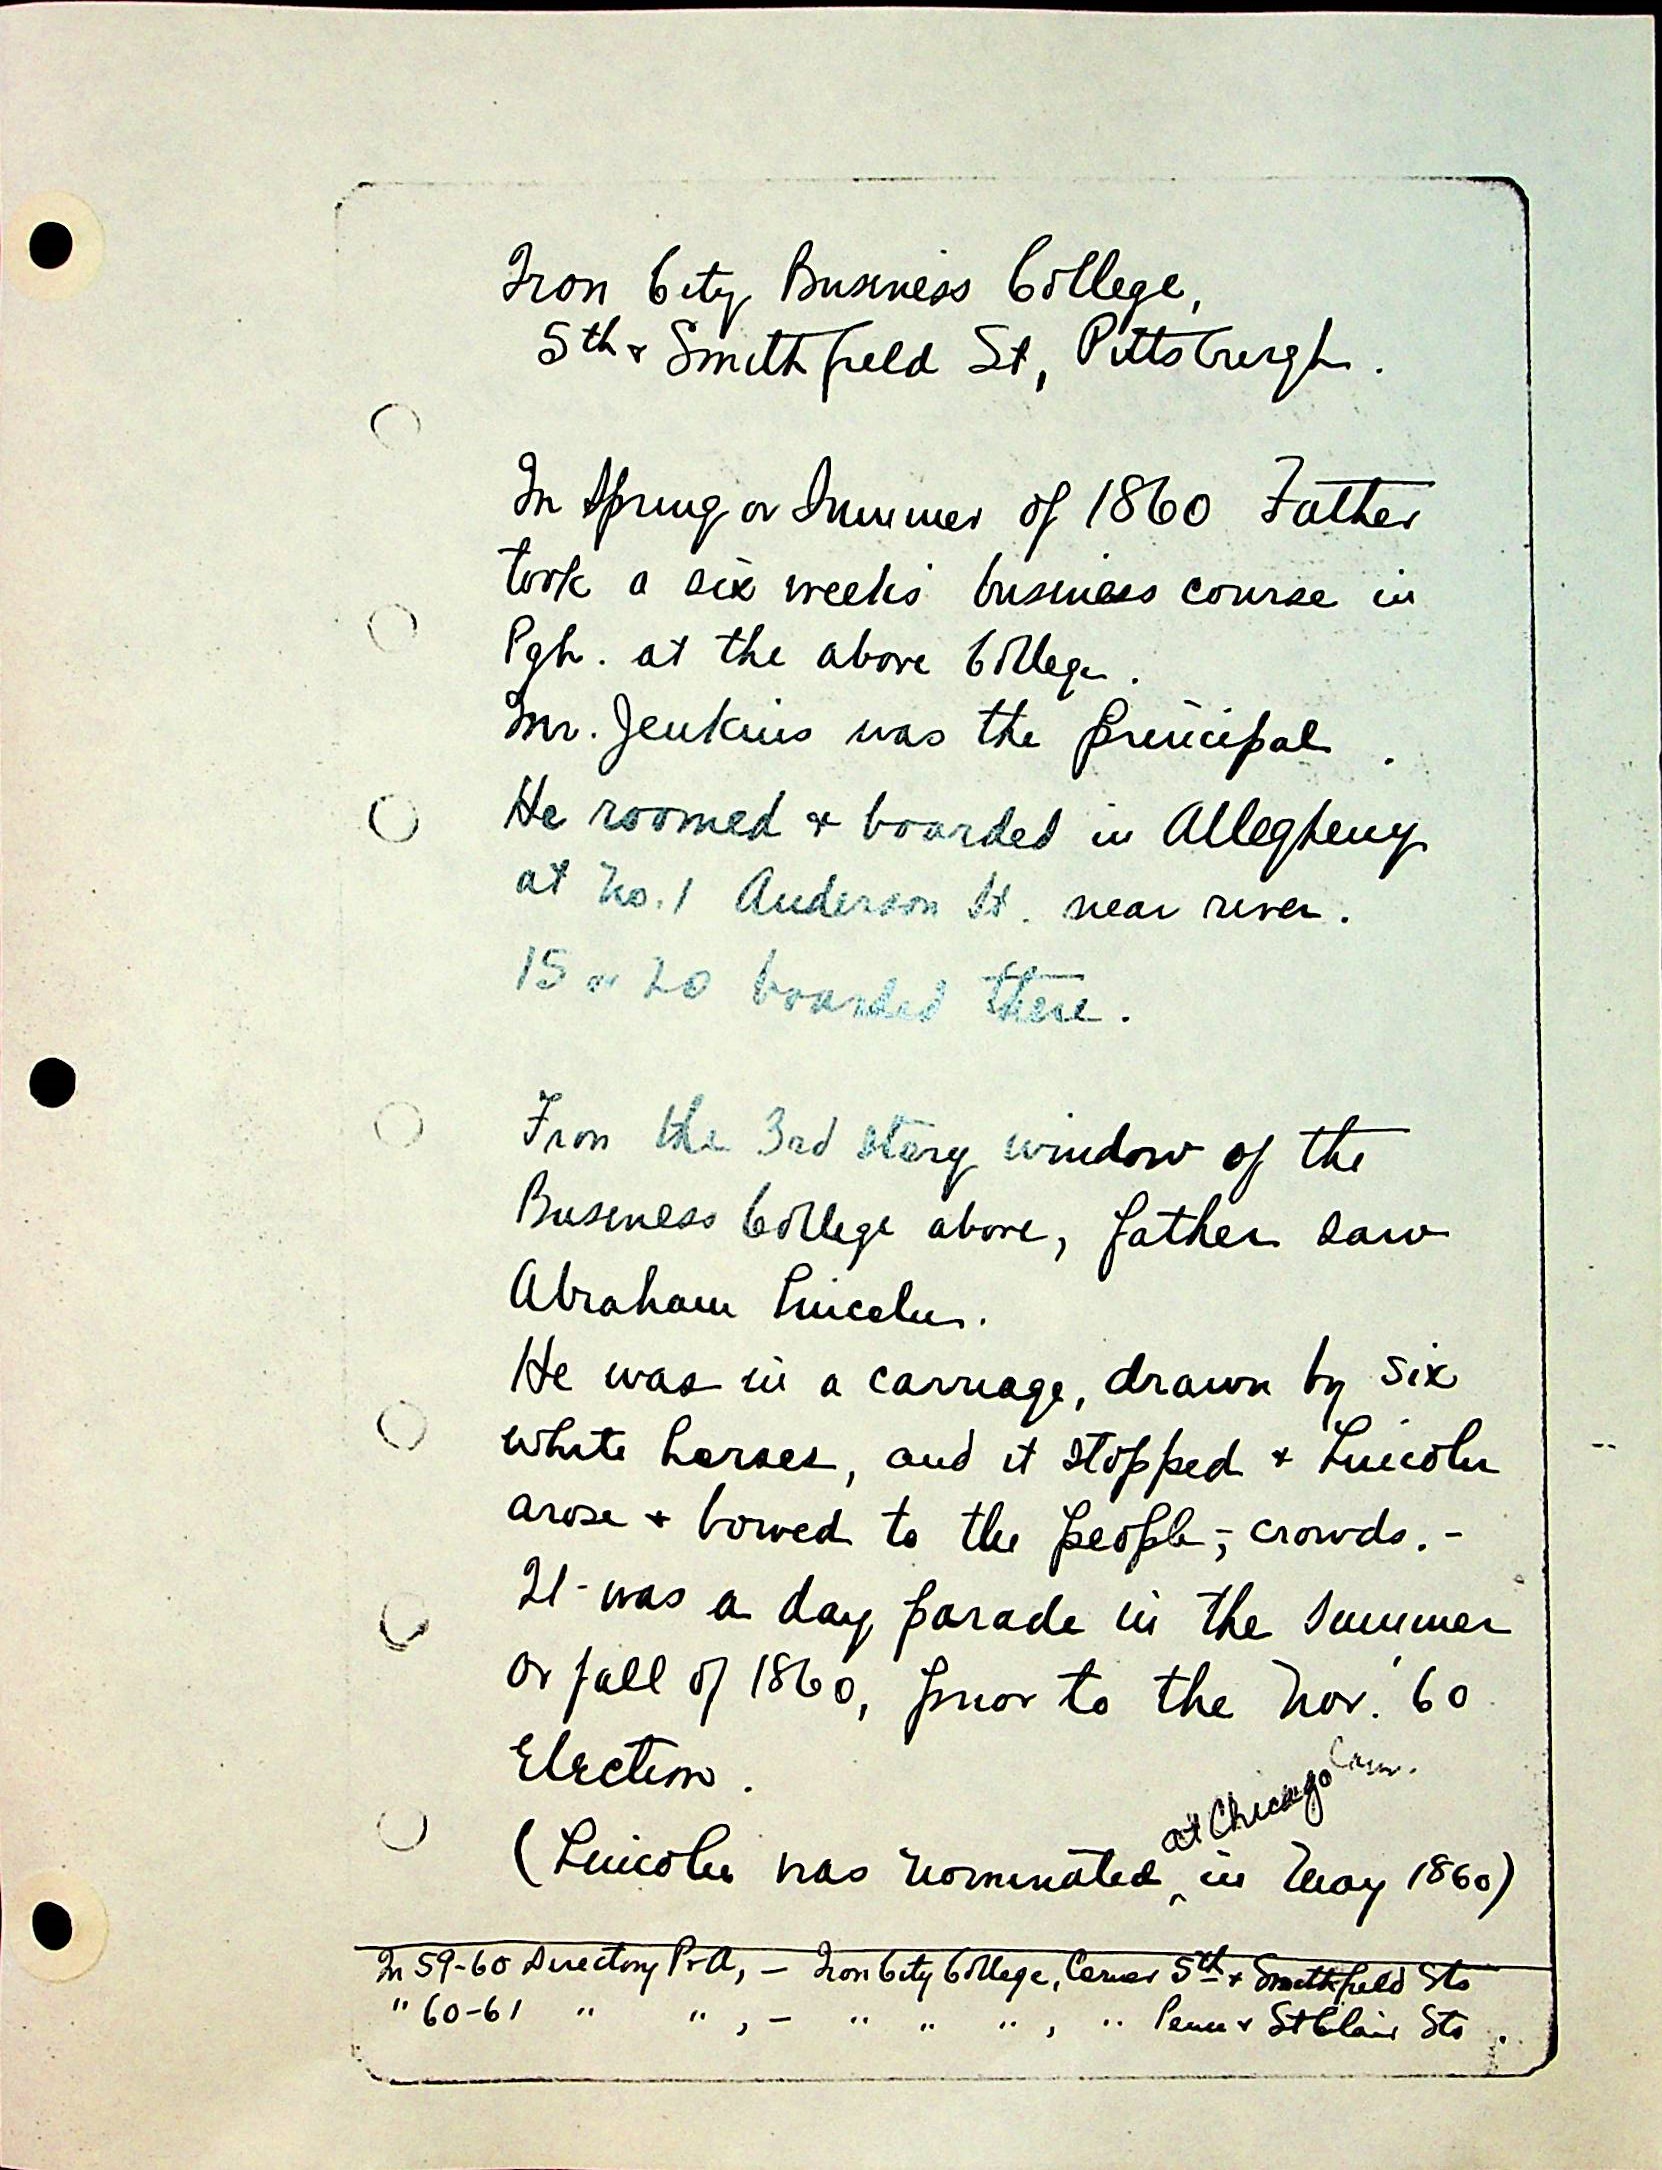 Iron City Business College,
5th & Smithfield St, Pittsburgh.
In Spring or Summer of 1860 Father
took a six weeks' business course in
Pgh. at the above College.
Mr. Jenkins was the principal.
He roomed & boarded in Allegheny
at No. 1 Anderson St. near river.
15 or 20 boarded there.
From the 3rd story window of the
Business College above, father saw
Abraham Lincoln.
He was in a carriage, drawn by six
white horses, and it stopped & Lincoln
arose & bowed to the people; - crowds. -
It was a day parade in the summer
or fall of 1860, prior to the Nov. '60
Election.
at Chicago Conv.
(Lincoln was nominated ^ in May 1860)
In 59-60 Directory P & A, - Iron City College, Corner 5th & Smithfield Sts
" 60-61 " " , - " " " , " Penn & St Clair Sts.